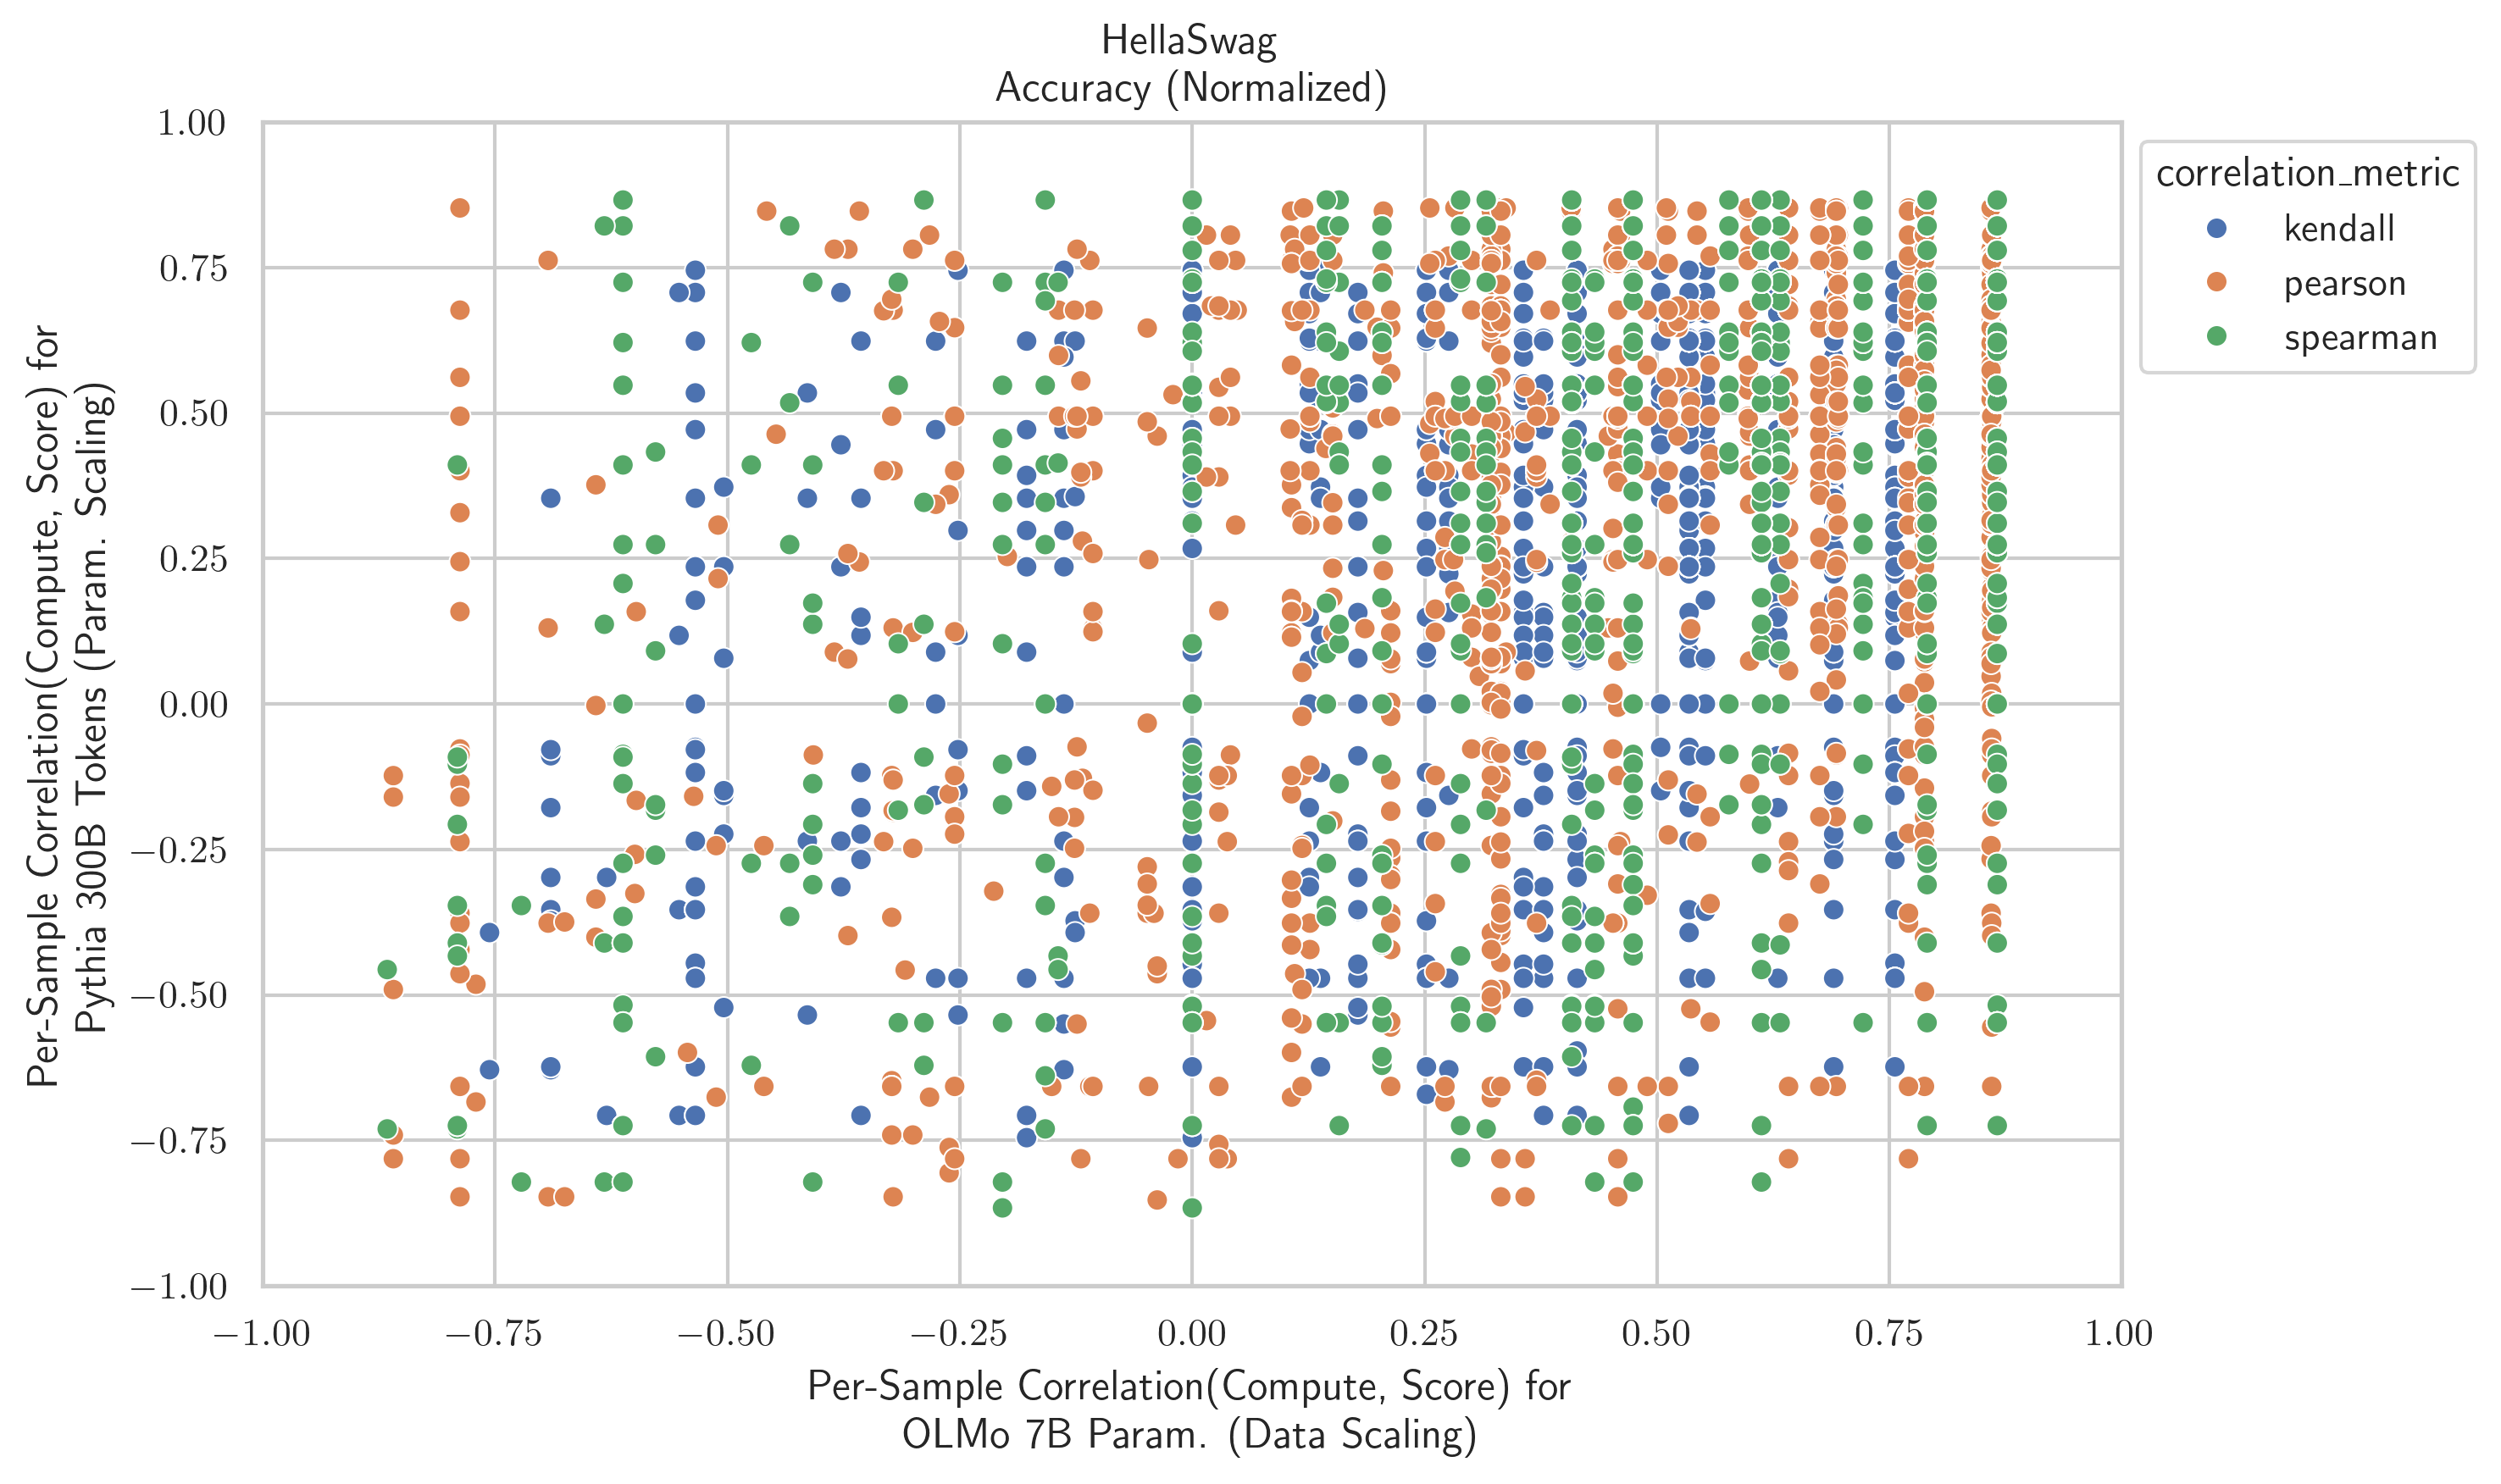 HellaSwag
Accuracy (Normalized)
Per-Sample Correlation(Compute, Score) for
Pythia 300B Tokens (Param. Scaling)
1.00
0.75
0.50
0.25
0.00
−0.25
−0.50
−0.75
−1.00
−1.00 −0.75 −0.50 −0.25 0.00 0.25 0.50 0.75 1.00
Per-Sample Correlation(Compute, Score) for
OLMo 7B Param. (Data Scaling)
correlation_metric
kendall
pearson
spearman